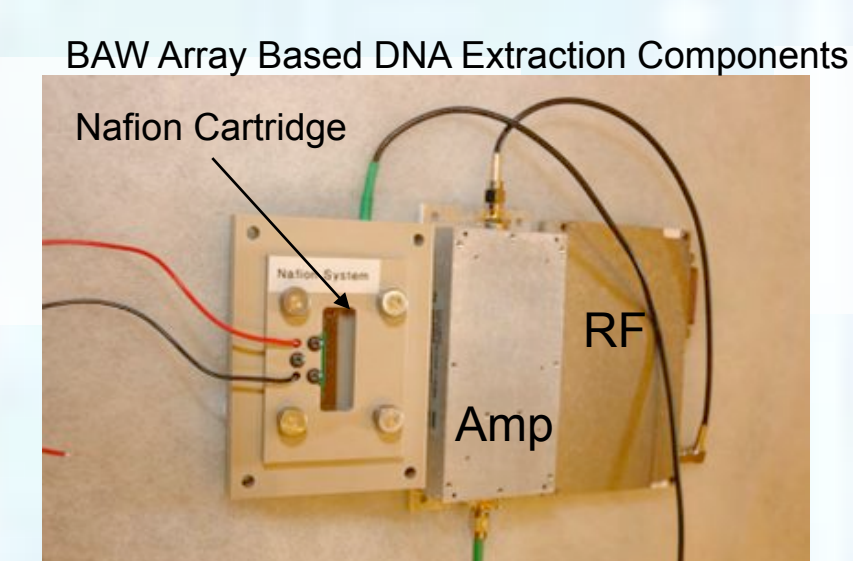 BAW Array Based DNA Extraction Components
Nafion Cartridge
Nafion System
RF
Amp